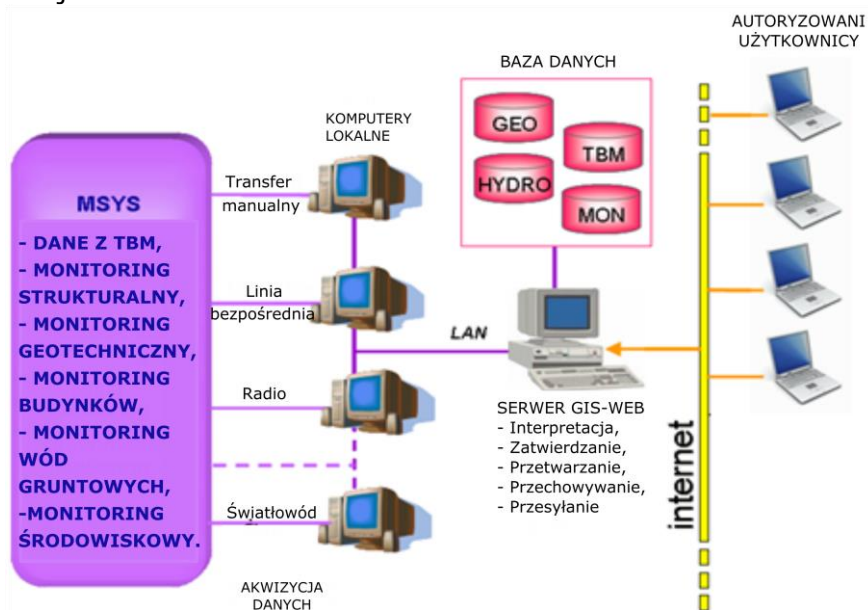 AUTORYZOWANI
UŻYTKOWNICY
BAZA DANYCH
GEO
TBM
HYDRO
MON
KOMPUTERY
LOKALNE
MSYS
- DANE Z TBM,
- MONITORING
STRUKTURALNY,
- MONITORING
GEOTECHNICZNY,
- MONITORING
BUDYNKÓW,
- MONITORING
WÓD
GRUNTOWYCH,
-MONITORING
ŚRODOWISKOWY.
Transfer
manualny
Linia
bezpośrednia
Radio
Światłowód
AKWIZYCJA
DANYCH
LAN
SERWER GIS-WEB
- Interpretacja,
- Zatwierdzanie,
- Przetwarzanie,
- Przechowywanie,
- Przesyłanie
internet